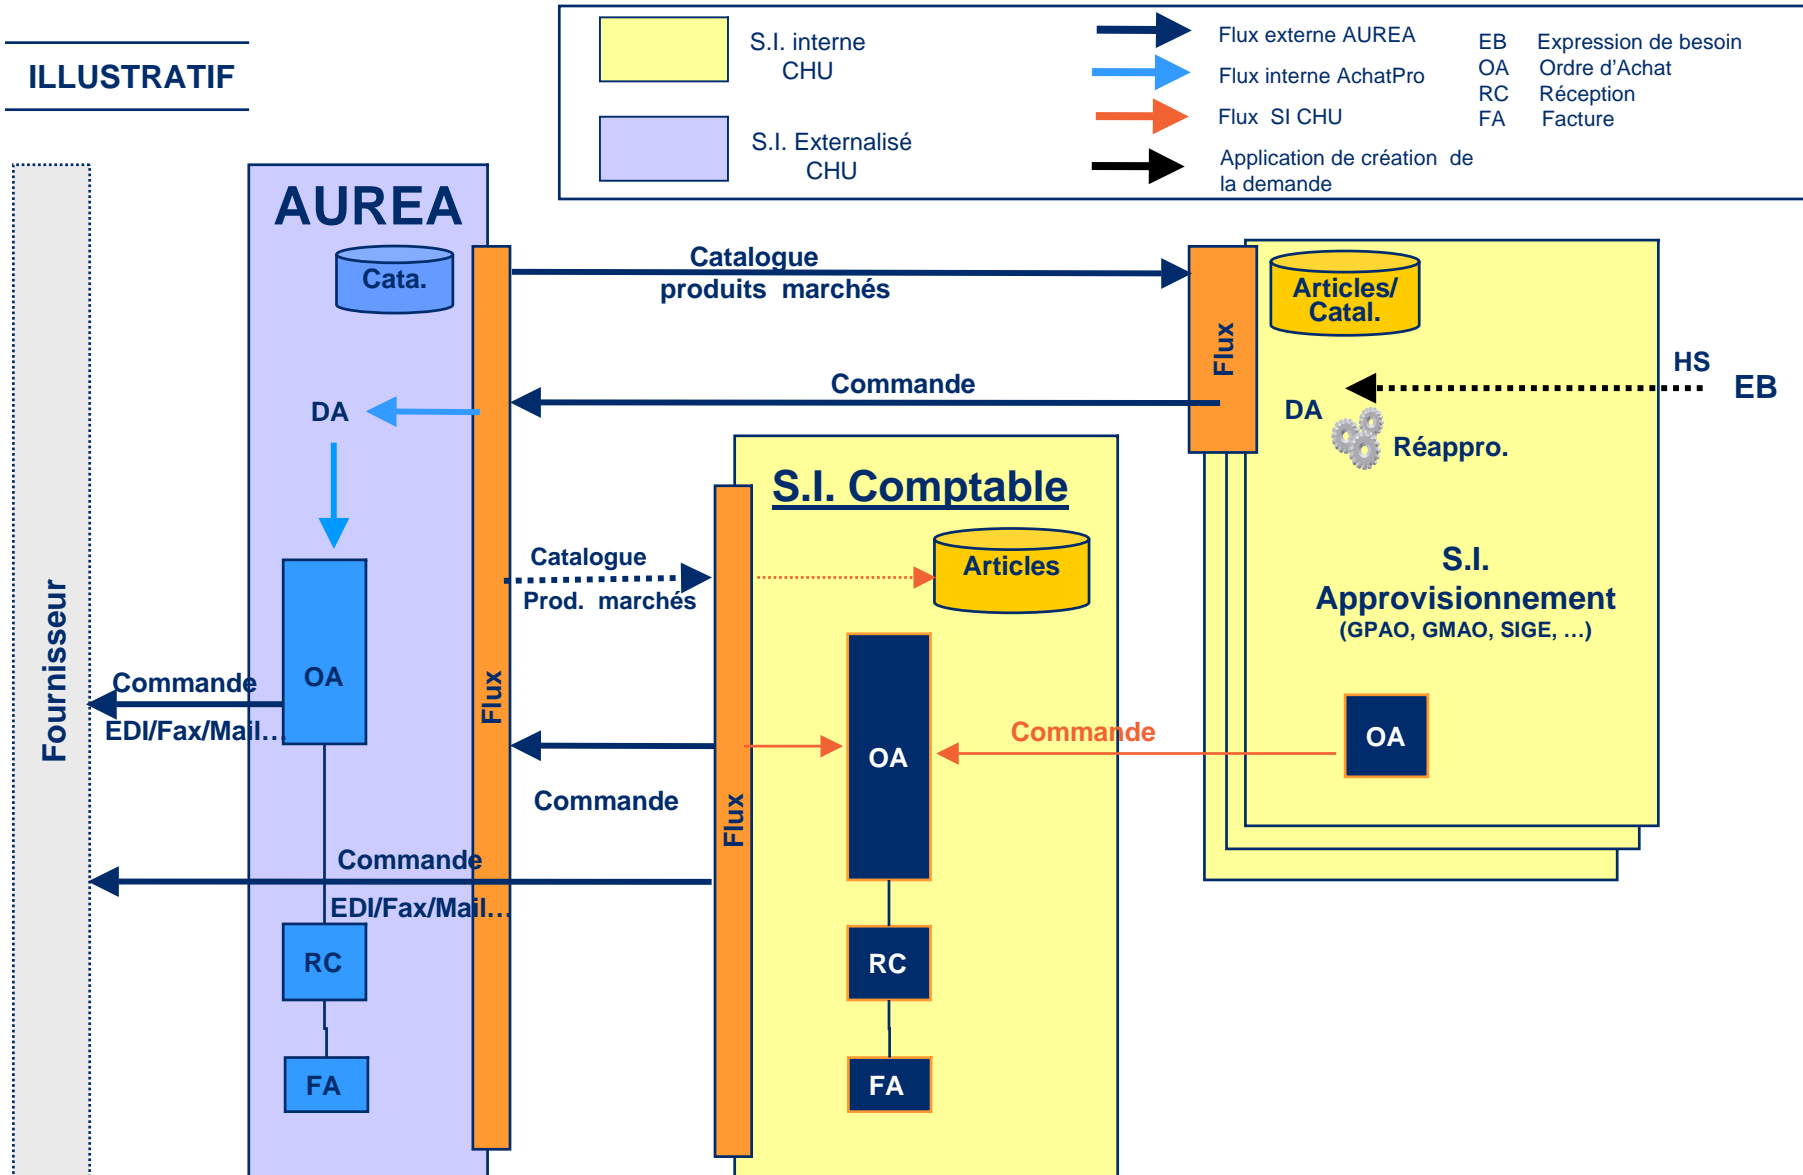 ILLUSTRATIF
S.I. interne
CHU
S.I. Externalisé
CHU
Flux externe AUREA
Flux interne AchatPro
Flux SI CHU
Application de création de
la demande
EB Expression de besoin
OA Ordre d'Achat
RC Réception
FA Facture
AUREA
Cata.
Catalogue
produits marchés
Articles/
Catal.
Flux
HS
EB
Commande
DA
DA
Réappro.
S.I. Comptable
Catalogue
Prod. marchés
Articles
S.I.
Approvisionnement
(GPAO, GMAO, SIGE, …)
Fournisseur
Commande
EDI/Fax/Mail…
OA
Flux
Flux
Commande
OA
Commande
OA
Commande
EDI/Fax/Mail…
RC
RC
FA
FA